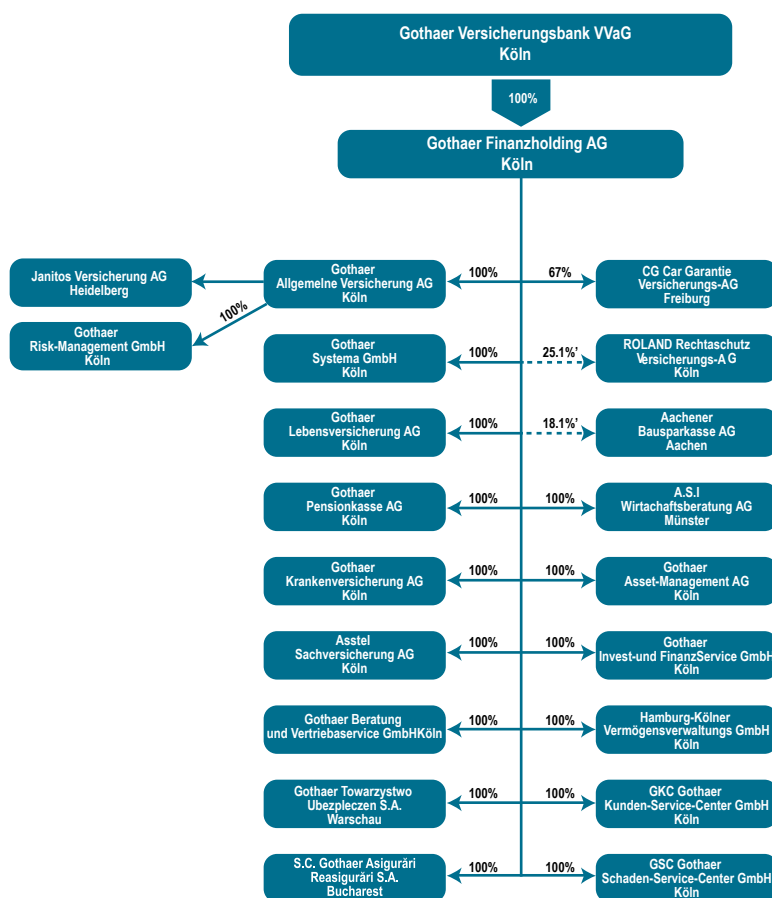 Gothaer Versicherungsbank VVaG
Köln
100%
Gothaer Finanzholding AG
Köln
Janitos Versicherung AG
Heidelberg
100%
Gothaer
Risk-Management GmbH
Köln
Gothaer
Allgemelne Versicherung AG
Köln
100%
67%
CG Car Garantie
Versicherungs-AG
Freiburg
Gothaer
Systema GmbH
Köln
100%
25.1%'
ROLAND Rechtaschutz
Versicherungs-A G
Köln
Gothaer
Lebensversicherung AG
Köln
100%
18.1%'
Aachener
Bausparkasse AG
Aachen
Gothaer
Pensionkasse AG
Köln
100%
100%
A.S.I
Wirtachaftsberatung AG
Münster
Gothaer
Krankenversicherung AG
Köln
100%
100%
Gothaer
Asset-Management AG
Köln
Asstel
Sachversicherung AG
Köln
100%
100%
Gothaer
Invest-und FinanzService GmbH
Köln
Gothaer Beratung
und Vertriebaservice GmbHKöln
100%
100%
Hamburg-Kölner
Vermögensverwaltungs GmbH
Köln
Gothaer Towarzystwo
Ubezpleczen S.A.
Warschau
100%
100%
GKC Gothaer
Kunden-Service-Center GmbH
Köln
S.C. Gothaer Asigurări
Reasigurări S.A.
Bucharest
100%
100%
GSC Gothaer
Schaden-Service-Center GmbH
Köln